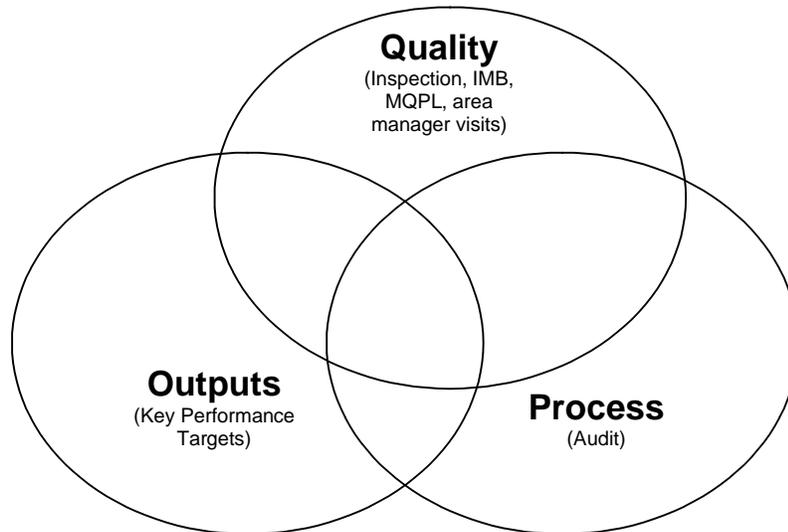 Quality
(Inspection, IMB,
MQPL, area
manager visits)
Outputs
(Key Performance
Targets)
Process
(Audit)